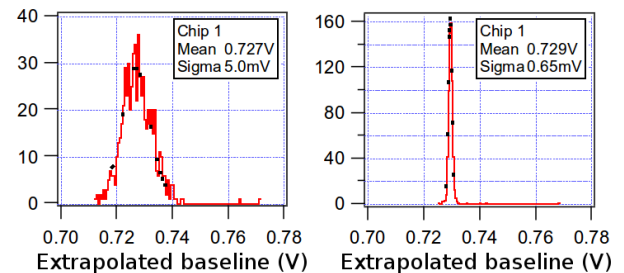 40
30
20
10
0
Chip 1
Mean 0.727V
Sigma 5.0mV
0.70 0.72 0.74 0.76 0.78
Extrapolated baseline (V)
160
120
80
40
0
Chip 1
Mean 0.729V
Sigma 0.65mV
0.70 0.72 0.74 0.76 0.78
Extrapolated baseline (V)